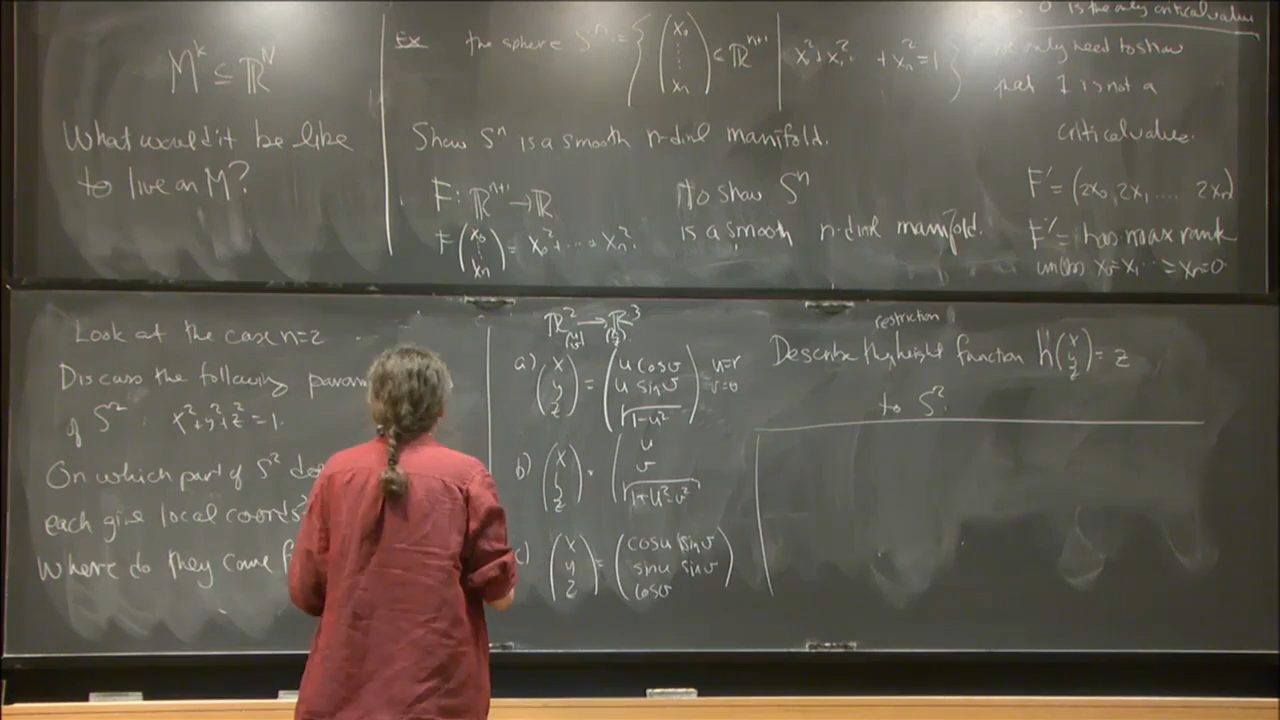 M^k ⊆ ℝ^N
What would it be like
to live on M?
Ex the sphere S^n = { (x_0 ⋮ x_n) ∈ ℝ^{n+1} | x_0^2 + x_1^2 + x_n^2 = 1 }
Show S^n is a smooth n-diml manifold.
F: ℝ^{n+1} → ℝ
F (x_0 ⋮ x_n) = x_0^2 + ... + x_n^2.
To show S^n
is a smooth n-diml manifold.
0 is the only critical value
we only need to show
that 1 is not a
critical value.
F' = (2x_0, 2x_1, .... 2x_n)
F' = has max rank
unless x_0 = x_1 ... = x_n = 0
Look at the case n=2
Discuss the following param
of S^2 : x^2+y^2+z^2=1.
On which part of S^2 do
each give local coords
Where do they come
ℝ^2 → ℝ^3
(u v) (x y z)
a) (x y z) = (u cos v, u sin v, √(1-u^2)) u=r v=θ
b) (x y z) = (u, v, √(1+u^2-v^2))
c) (x y z) = (cos u sin v, sin u sin v, cos v)
restriction
Describe the height function h (x y z) = z
to S^2.